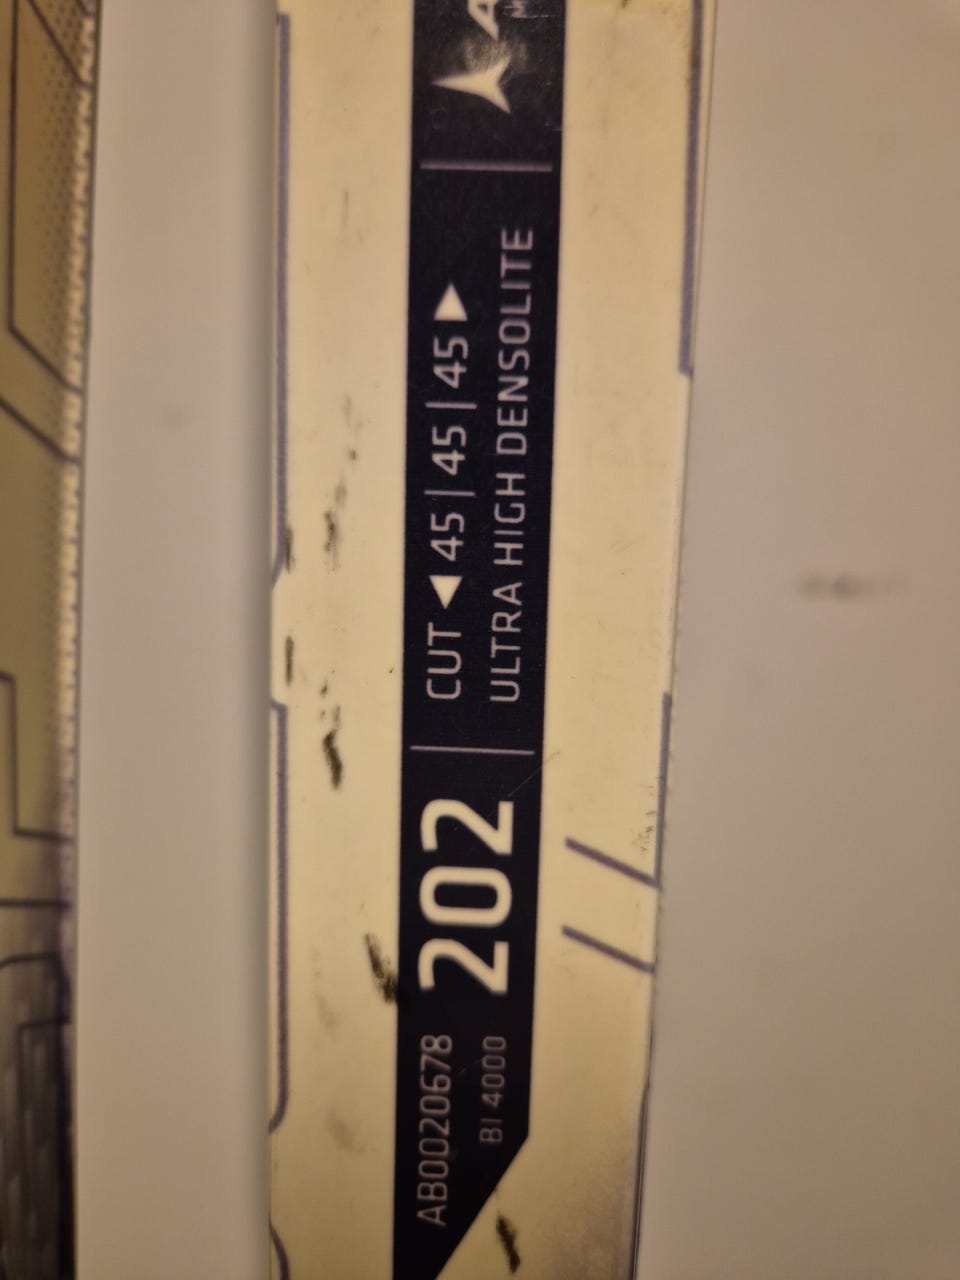 AB0020678
BI 4000
202
CUT ◀ 45 | 45 | 45 ▶
ULTRA HIGH DENSOLITE